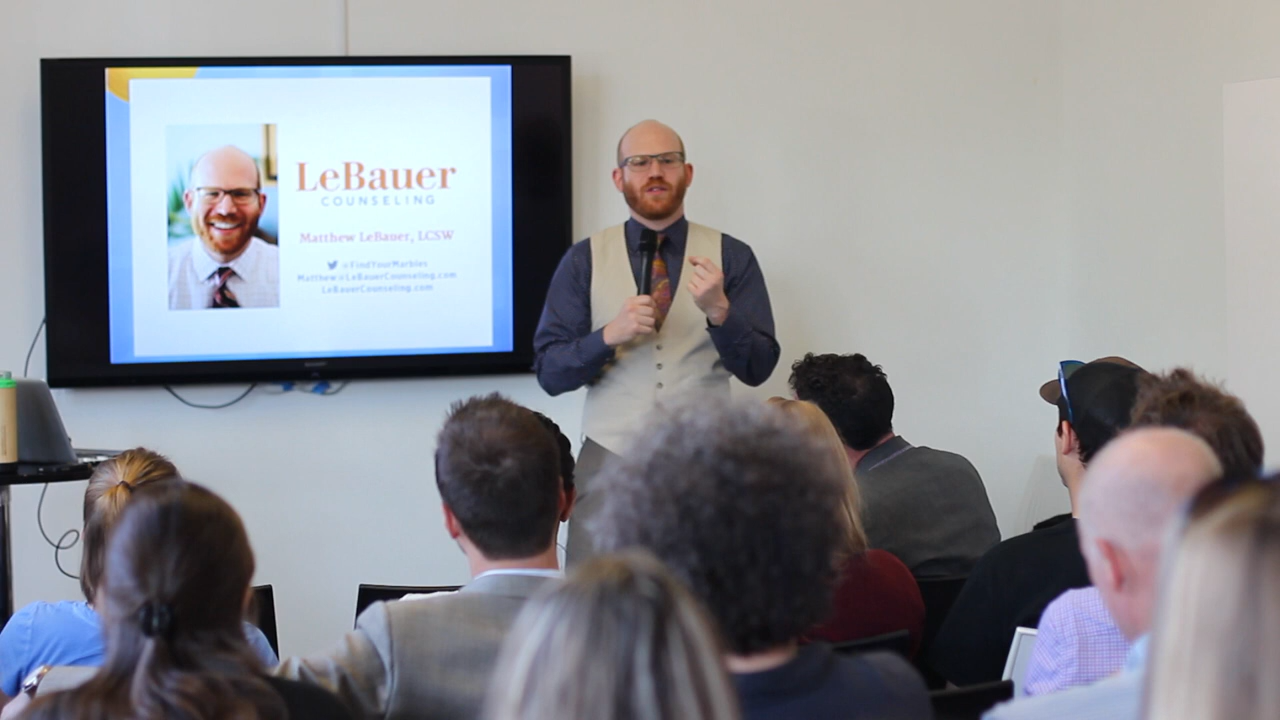 LeBauer
COUNSELING
Matthew LeBauer, LCSW
@FindYourMarbles
Matthew@LeBauerCounseling.com
LeBauerCounseling.com